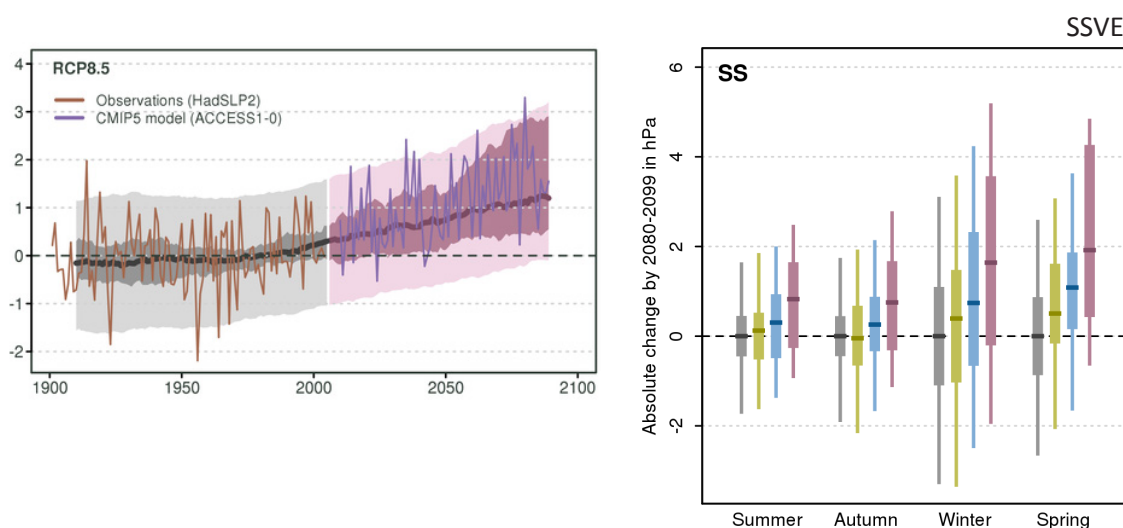 SSVE
RCP8.5
Observations (HadSLP2)
CMIP5 model (ACCESS1-0)
4
3
2
1
0
-1
-2
1900 1950 2000 2050 2100
SS
Absolute change by 2080-2099 in hPa
6
4
2
0
-2
Summer Autumn Winter Spring